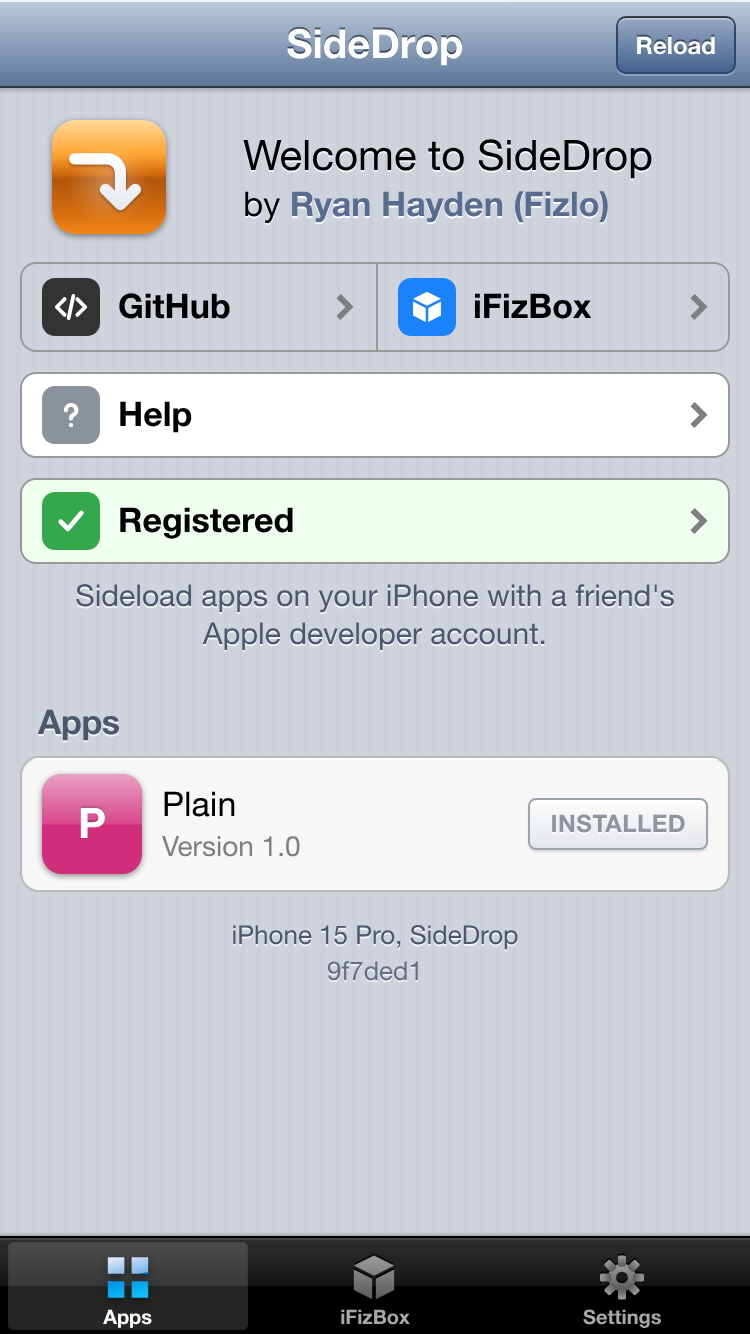 SideDrop
Reload
Welcome to SideDrop
by Ryan Hayden (Fizlo)
GitHub
iFizBox
?
Help
Registered
Sideload apps on your iPhone with a friend's
Apple developer account.
Apps
P
Plain
Version 1.0
INSTALLED
iPhone 15 Pro, SideDrop
9f7ded1
Apps
iFizBox
Settings